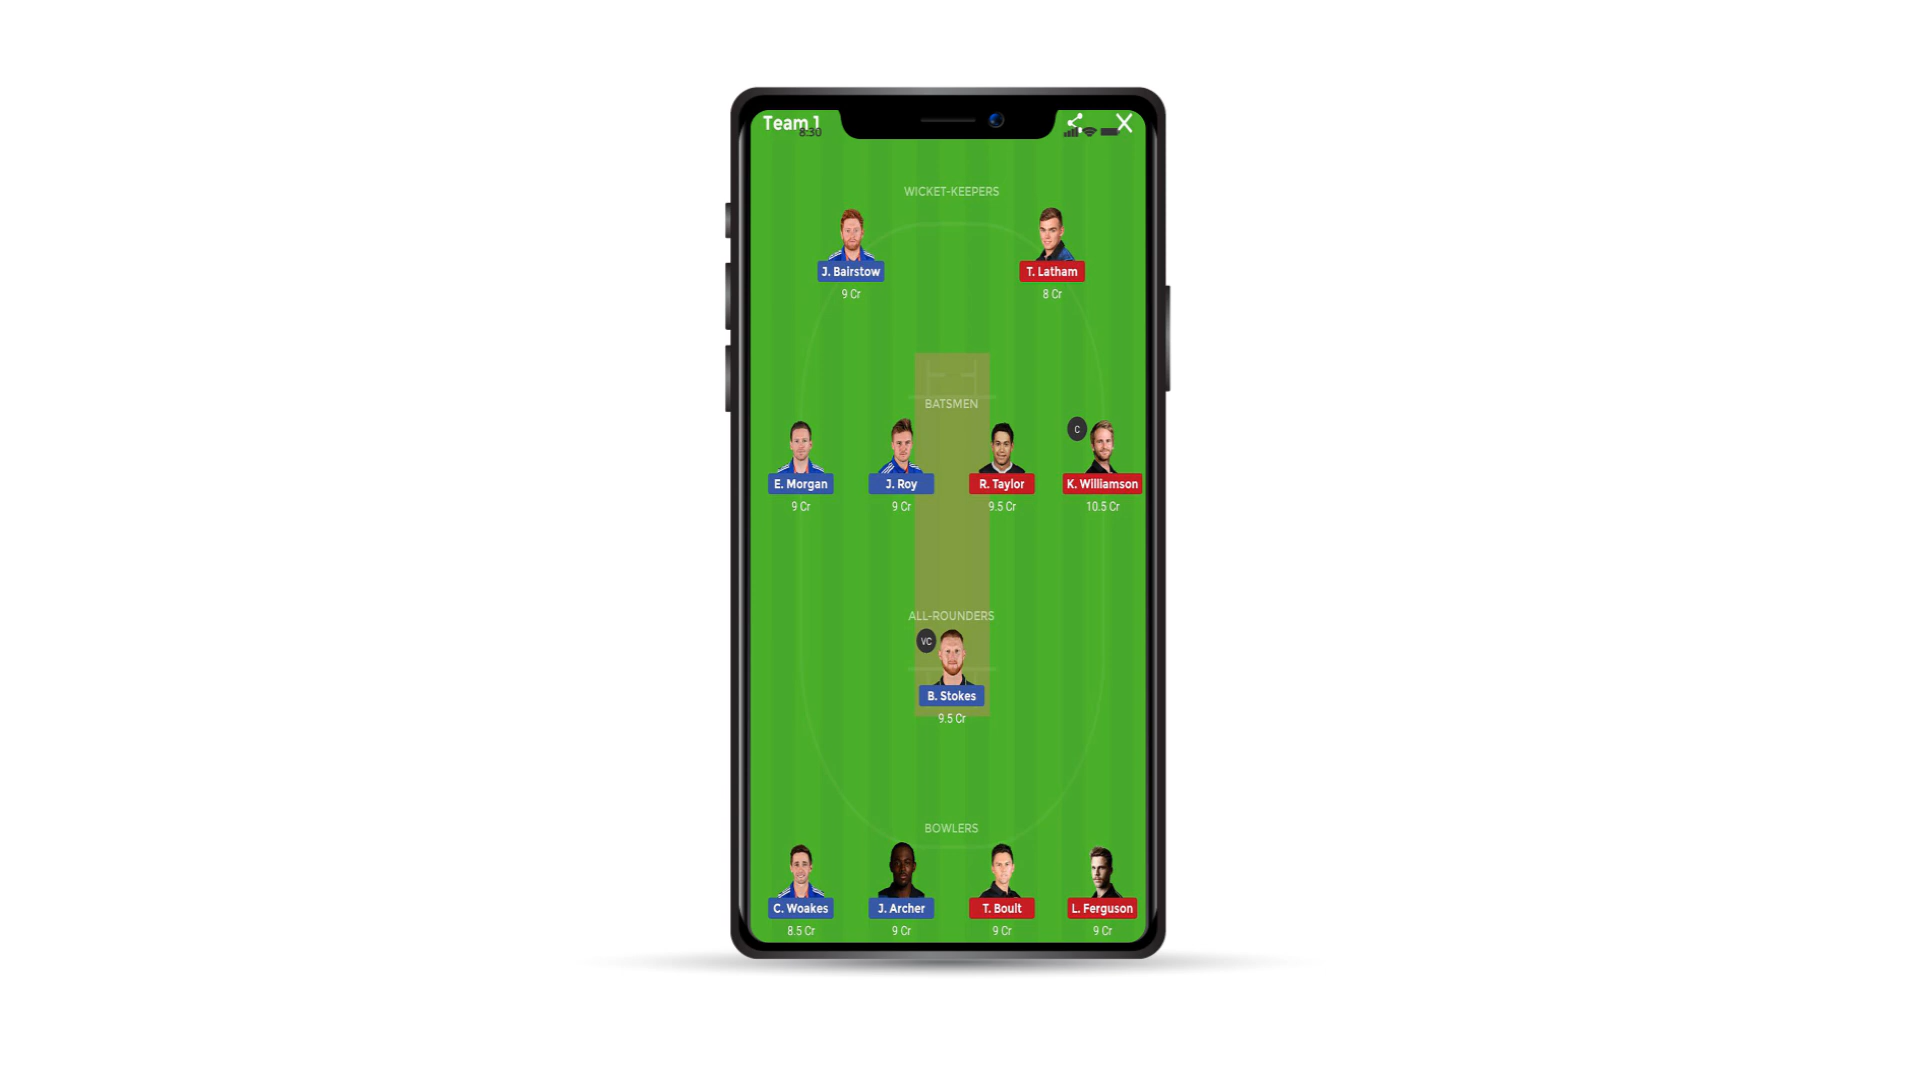 Team 1
8:30
WICKET-KEEPERS
J. Bairstow T. Latham
9 Cr 8 Cr
BATSMEN
C
E. Morgan J. Roy R. Taylor K. Williamson
9 Cr 9 Cr 9.5 Cr 10.5 Cr
ALL-ROUNDERS
VC
B. Stokes
9.5 Cr
BOWLERS
C. Woakes J. Archer T. Boult L. Ferguson
8.5 Cr 9 Cr 9 Cr 9 Cr